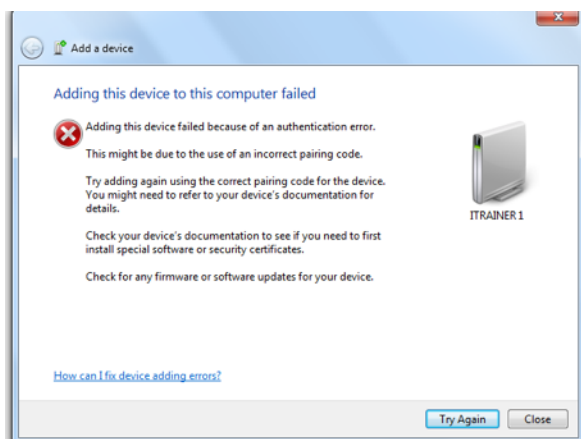 Add a device
Adding this device to this computer failed
Adding this device failed because of an authentication error.
This might be due to the use of an incorrect pairing code.
Try adding again using the correct pairing code for the device.
You might need to refer to your device's documentation for
details.
Check your device's documentation to see if you need to first
install special software or security certificates.
Check for any firmware or software updates for your device.
ITRAINER 1
How can I fix device adding errors?
Try Again
Close